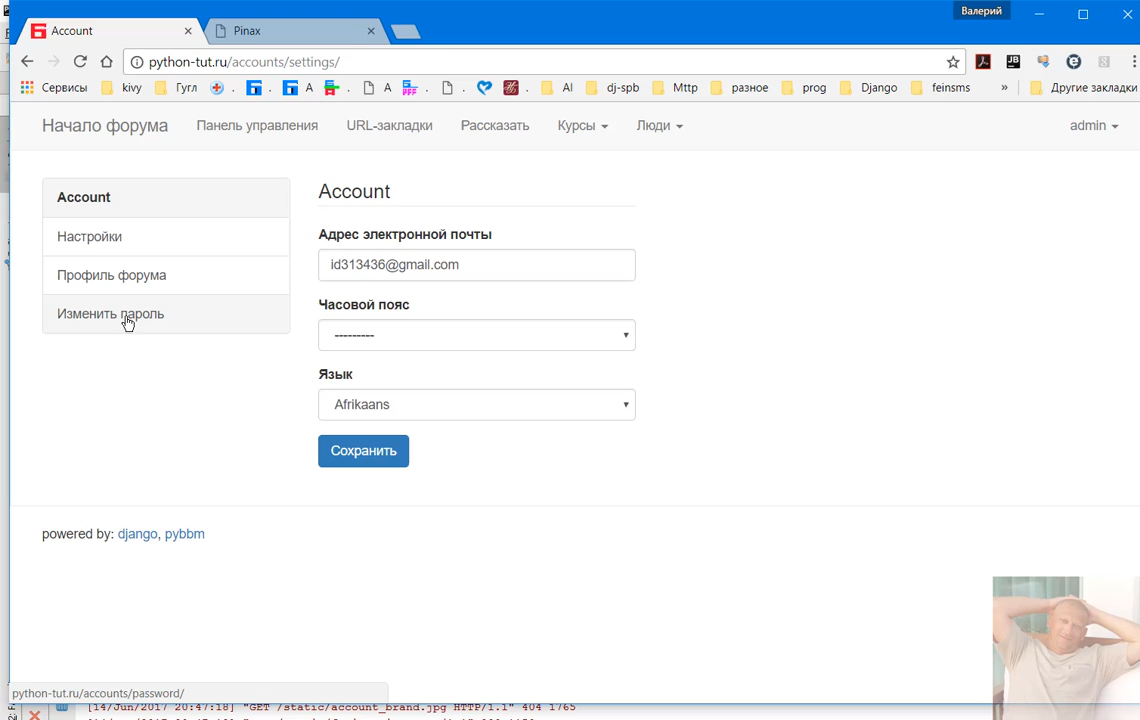 Валерий
Account
Pinax
python-tut.ru/accounts/settings/
Сервисы kivy Гугл . . A . A . . . AI dj-spb Mttp разное prog Django feinsms » Другие закладки
Начало форума Панель управления URL-закладки Рассказать Курсы Люди admin
Account
Настройки
Профиль форума
Изменить пароль
Account
Адрес электронной почты
id313436@gmail.com
Часовой пояс
---------
Язык
Afrikaans
Сохранить
powered by: django, pybbm
python-tut.ru/accounts/password/
[14/Jun/2017 20:47:18] "GET /static/account_brand.jpg HTTP/1.1" 404 1765